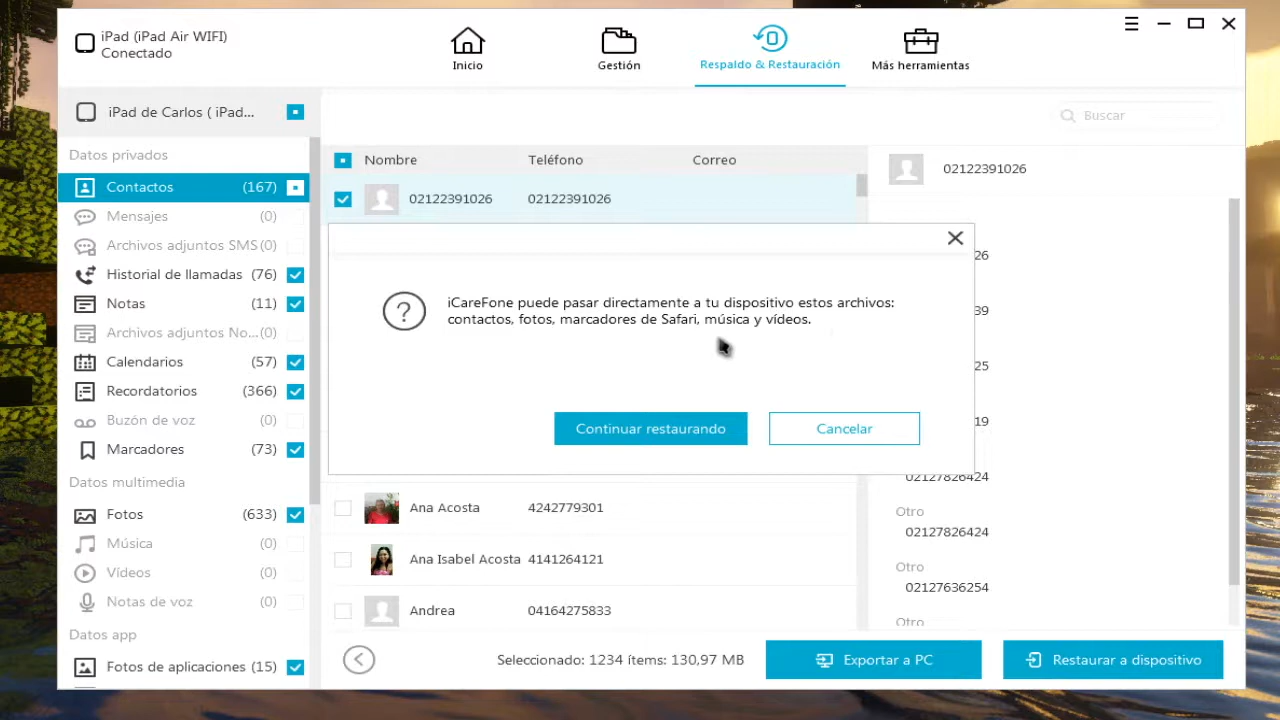 iPad (iPad Air WIFI)
Conectado
Inicio
Gestión
Respaldo & Restauración
Más herramientas
iPad de Carlos ( iPad...
Buscar
Datos privados
Contactos (167)
Mensajes (0)
Archivos adjuntos SMS (0)
Historial de llamadas (76)
Notas (11)
Archivos adjuntos No... (0)
Calendarios (57)
Recordatorios (366)
Buzón de voz (0)
Marcadores (73)
Datos multimedia
Fotos (633)
Música (0)
Vídeos (0)
Notas de voz (0)
Datos app
Fotos de aplicaciones (15)
Nombre Teléfono Correo
02122391026 02122391026
iCareFone puede pasar directamente a tu dispositivo estos archivos:
contactos, fotos, marcadores de Safari, música y vídeos.
Continuar restaurando Cancelar
Ana Acosta 4242779301
Ana Isabel Acosta 4141264121
Andrea 04164275833
02122391026
26
39
25
19
02127826424
Otro
02127826424
Otro
02127636254
Otro
Seleccionado: 1234 ítems: 130,97 MB
Exportar a PC
Restaurar a dispositivo